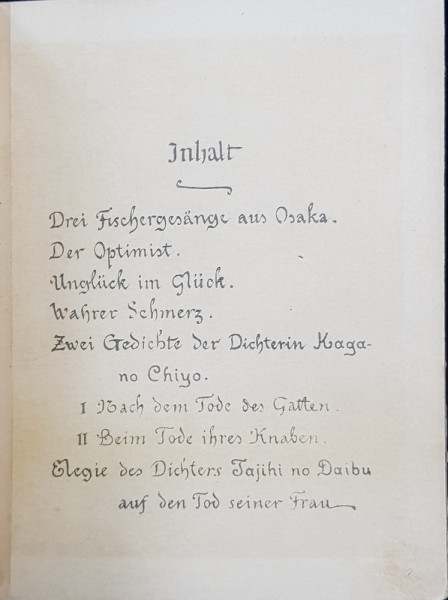 Inhalt
Drei Fischergesänge aus Osaka.
Der Optimist.
Unglück im Glück.
Wahrer Schmerz.
Zwei Gedichte der Dichterin Kaga-
no Chiyo.
I Nach dem Tode des Gatten.
II Beim Tode ihres Knaben.
Elegie des Dichters Tajihi no Daibu
auf den Tod seiner Frau